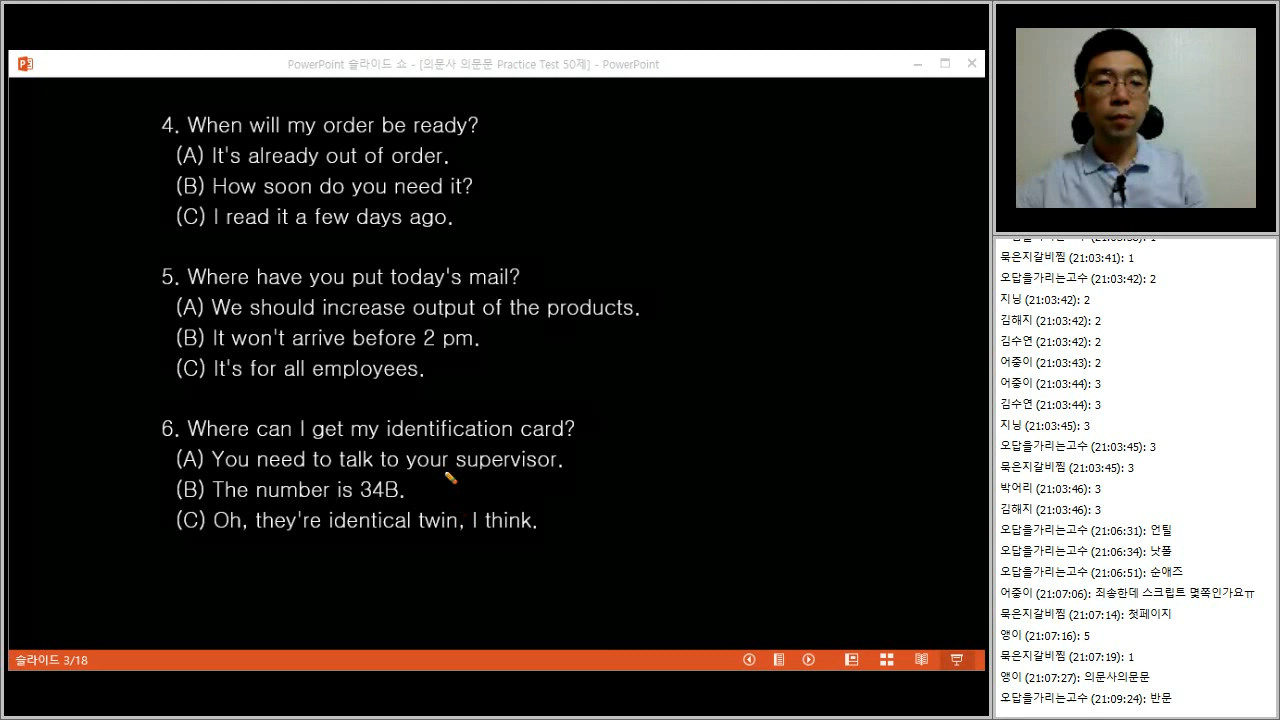 PowerPoint 슬라이드 쇼 - [의문사 의문문 Practice Test 50제] - PowerPoint
4. When will my order be ready?
(A) It's already out of order.
(B) How soon do you need it?
(C) I read it a few days ago.
5. Where have you put today's mail?
(A) We should increase output of the products.
(B) It won't arrive before 2 pm.
(C) It's for all employees.
6. Where can I get my identification card?
(A) You need to talk to your supervisor.
(B) The number is 34B.
(C) Oh, they're identical twin, I think.
슬라이드 3/18
묵은지갈비찜 (21:03:41): 1
오답을가리는고수 (21:03:42): 2
지닝 (21:03:42): 2
김해지 (21:03:42): 2
김수연 (21:03:42): 2
어중이 (21:03:43): 2
어중이 (21:03:44): 3
김수연 (21:03:44): 3
지닝 (21:03:45): 3
오답을가리는고수 (21:03:45): 3
묵은지갈비찜 (21:03:45): 3
박어리 (21:03:46): 3
김해지 (21:03:46): 3
오답을가리는고수 (21:06:31): 언틸
오답을가리는고수 (21:06:34): 낫폴
오답을가리는고수 (21:06:51): 순애즈
어중이 (21:07:06): 죄송한데 스크립트 몇쪽인가요ㅠ
묵은지갈비찜 (21:07:14): 첫페이지
앵이 (21:07:16): 5
묵은지갈비찜 (21:07:19): 1
앵이 (21:07:27): 의문사의문문
오답을가리는고수 (21:09:24): 반문